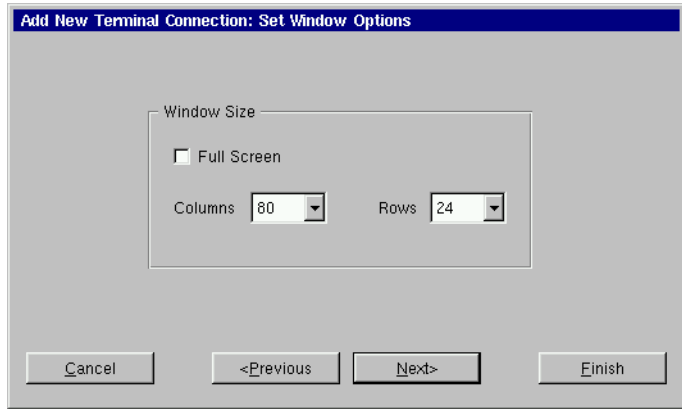 Add New Terminal Connection: Set Window Options
Window Size
Full Screen
Columns 80 Rows 24
Cancel <Previous Next> Finish